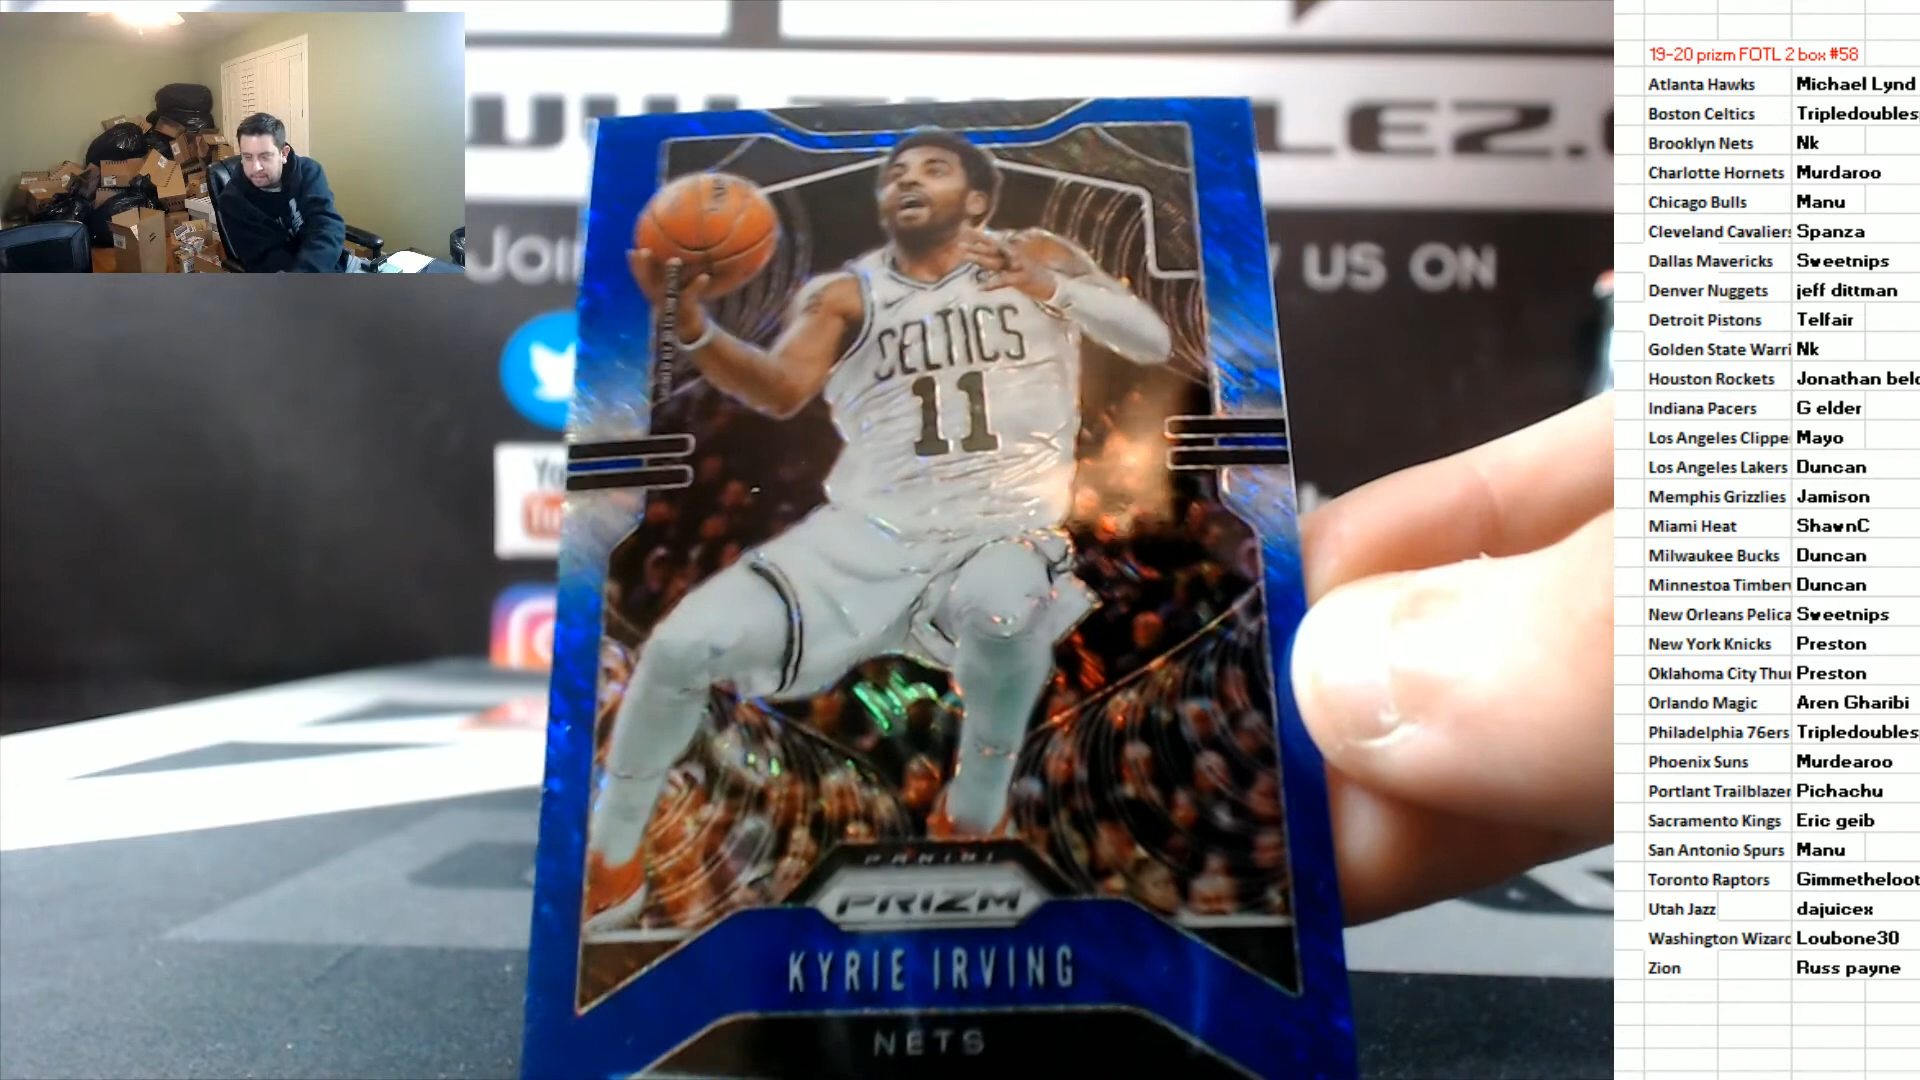 LEZ.
JOI
US ON
CELTICS
11
PANINI
PRIZM
KYRIE IRVING
NETS
19-20 prizm FOTL 2 box #58
Atlanta Hawks Michael Lynd
Boston Celtics Tripledoubles
Brooklyn Nets Nk
Charlotte Hornets Murdaroo
Chicago Bulls Manu
Cleveland Cavaliers Spanza
Dallas Mavericks Sweetnips
Denver Nuggets jeff dittman
Detroit Pistons Telfair
Golden State Warri Nk
Houston Rockets Jonathan belc
Indiana Pacers G elder
Los Angeles Clippe Mayo
Los Angeles Lakers Duncan
Memphis Grizzlies Jamison
Miami Heat ShawnC
Milwaukee Bucks Duncan
Minnestoa Timberv Duncan
New Orleans Pelica Sweetnips
New York Knicks Preston
Oklahoma City Thu Preston
Orlando Magic Aren Gharibi
Philadelphia 76ers Tripledoubles
Phoenix Suns Murdearoo
Portlant Trailblazer Pichachu
Sacramento Kings Eric geib
San Antonio Spurs Manu
Toronto Raptors Gimmetheloot
Utah Jazz dajuicex
Washington Wizard Loubone30
Zion Russ payne